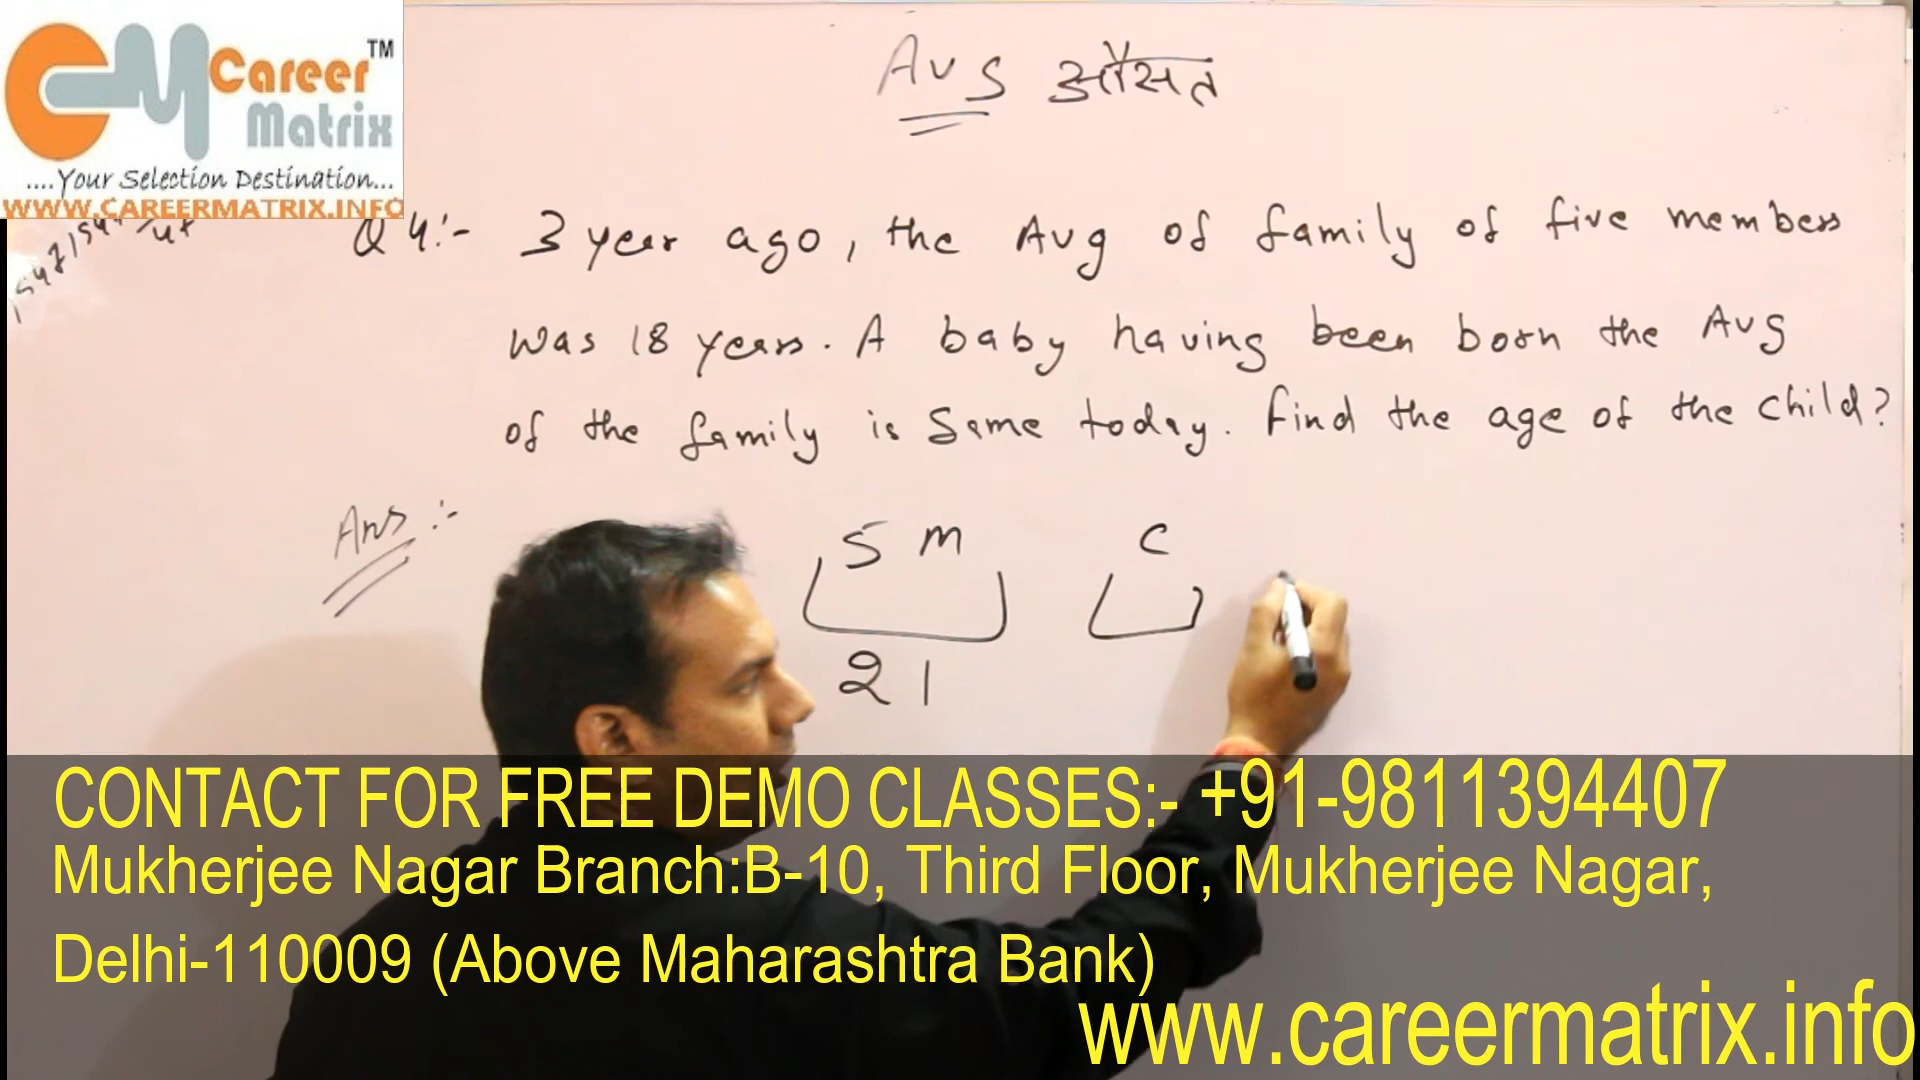 Career TM
Matrix
....Your Selection Destination...
WWW.CAREERMATRIX.INFO
Avg औसत
Q 4:- 3 year ago, the Avg of family of five members
was 18 years. A baby having been born the Avg
of the family is Same today. Find the age of the child?
Ans :-
5 m C
21
CONTACT FOR FREE DEMO CLASSES:- +91-9811394407
Mukherjee Nagar Branch:B-10, Third Floor, Mukherjee Nagar,
Delhi-110009 (Above Maharashtra Bank)
www.careermatrix.info